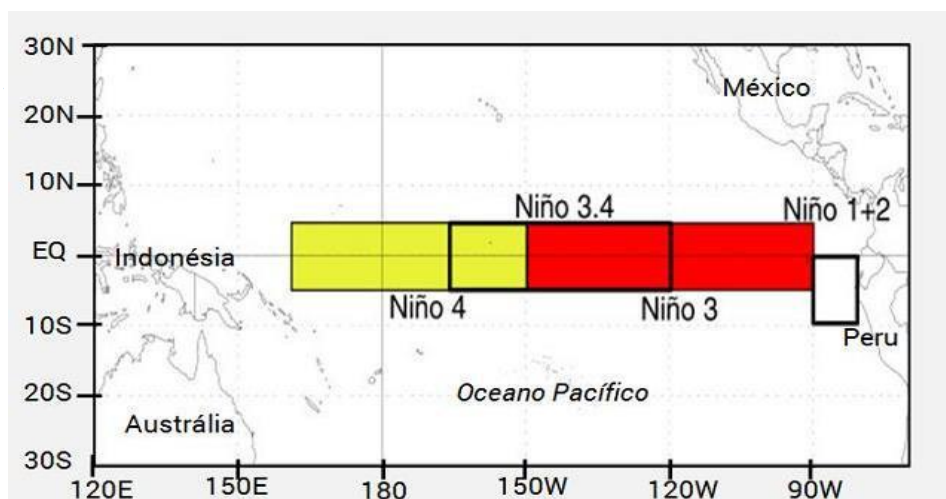 30N
México
20N
10N
Niño 3.4
Niño 1+2
EQ
Indonésia
Niño 4
Niño 3
10S
Peru
20S
Oceano Pacífico
Austrália
30S
120E
150E
180
150W
120W
90W